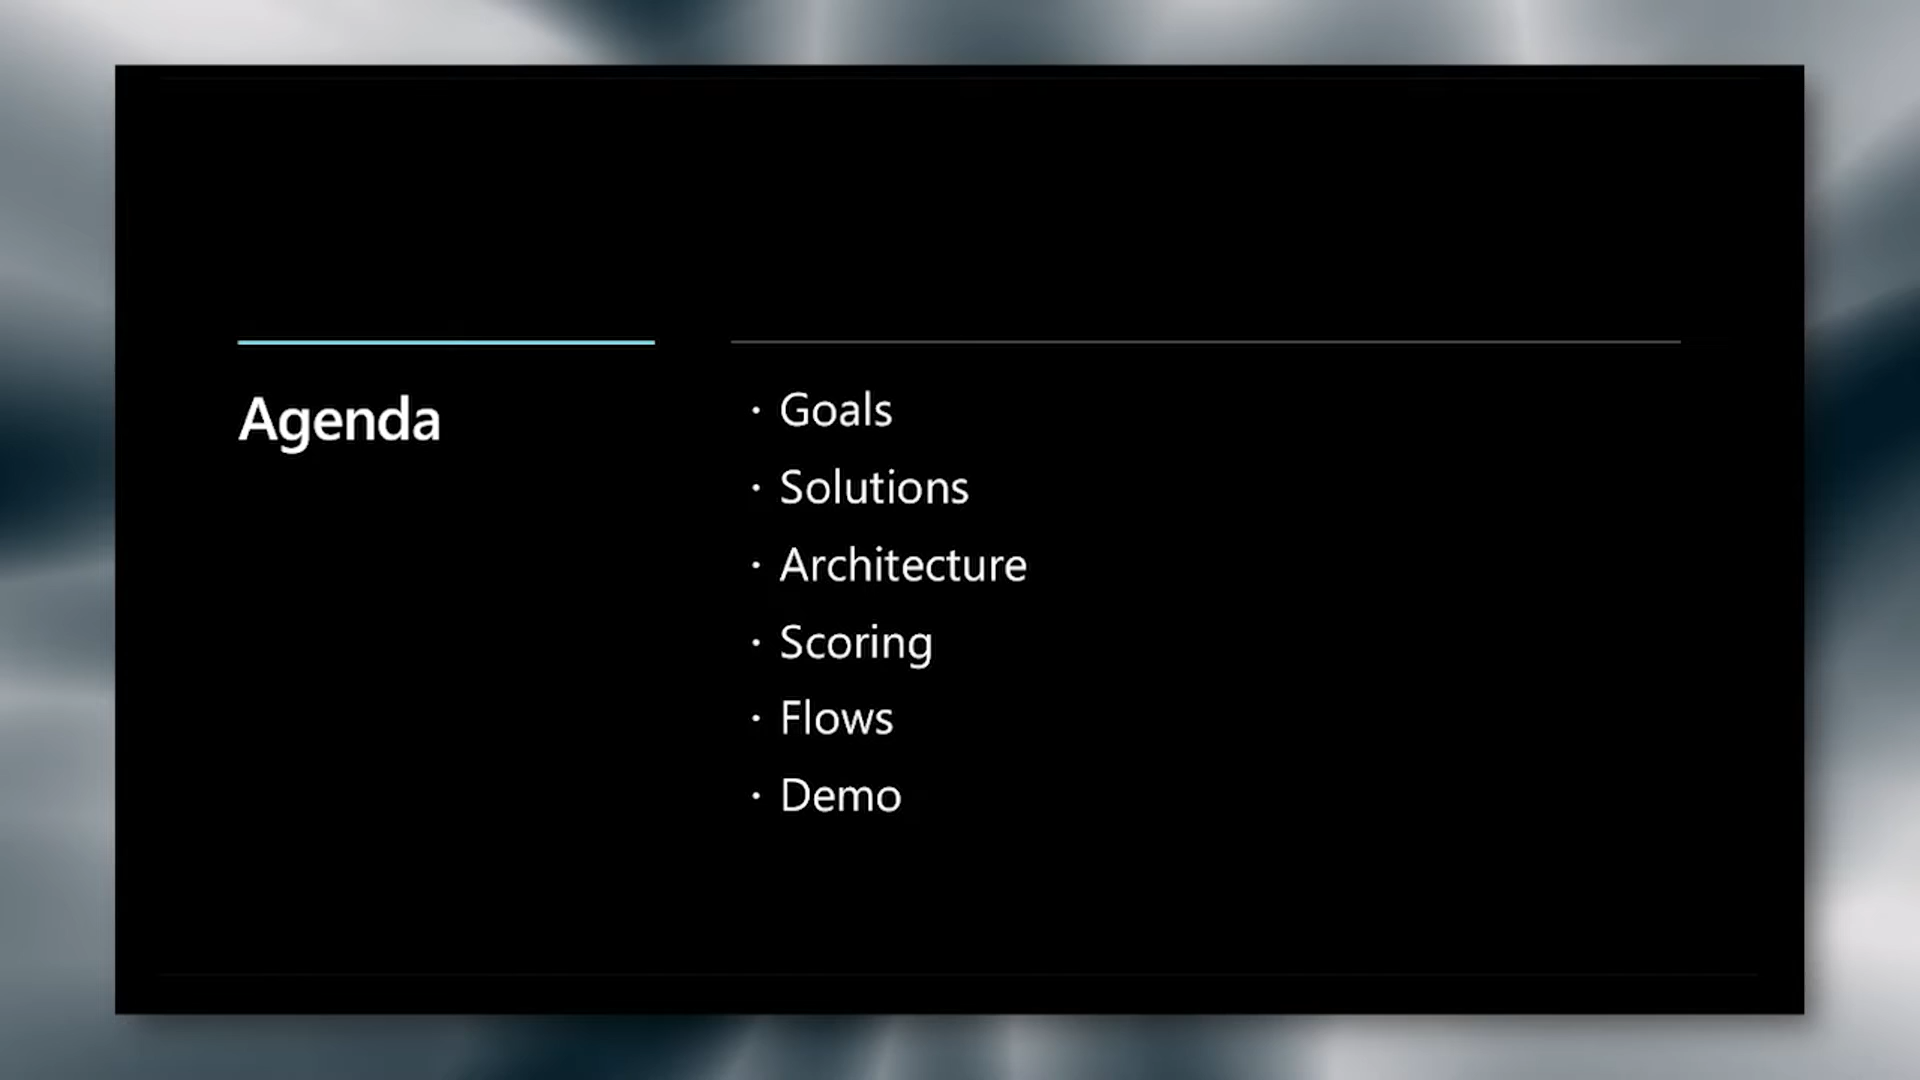 Agenda
· Goals
· Solutions
· Architecture
· Scoring
· Flows
· Demo